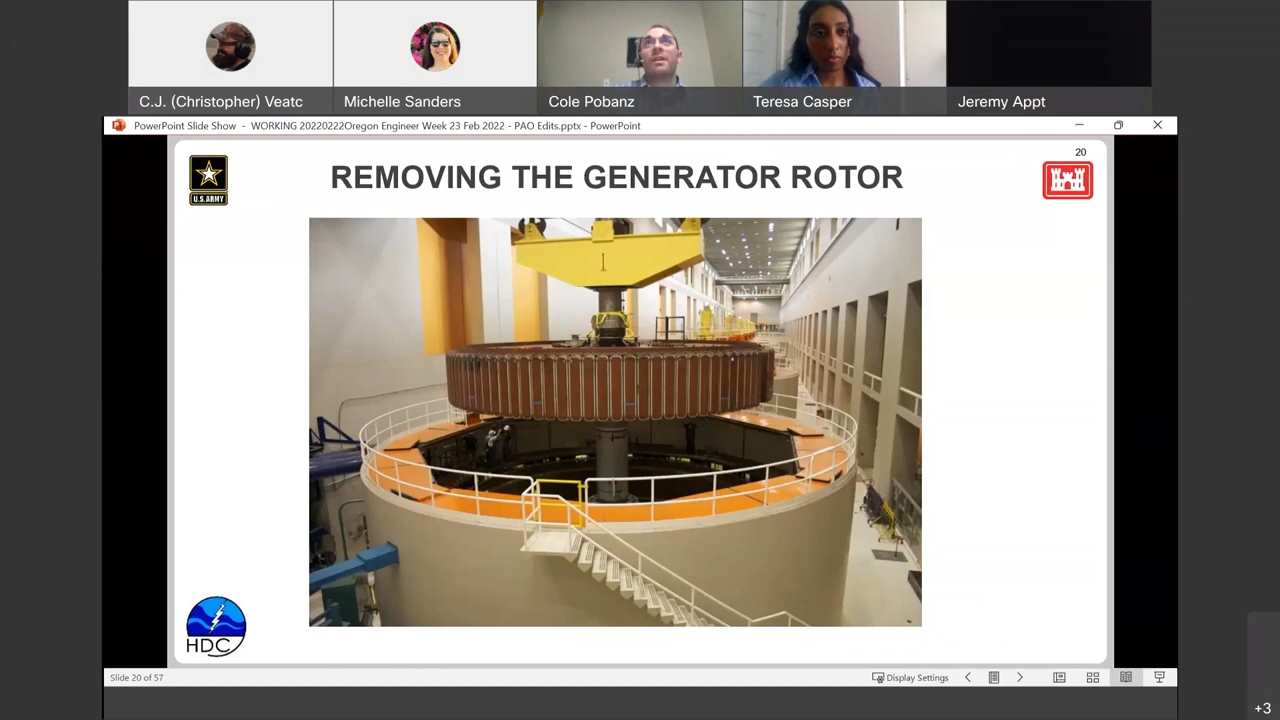 C.J. (Christopher) Veatc
Michelle Sanders
Cole Pobanz
Teresa Casper
Jeremy Appt
PowerPoint Slide Show - WORKING 20220222Oregon Engineer Week 23 Feb 2022 - PAO Edits.pptx - PowerPoint
20
U.S.ARMY
REMOVING THE GENERATOR ROTOR
HDC
Slide 20 of 57
Display Settings
+3